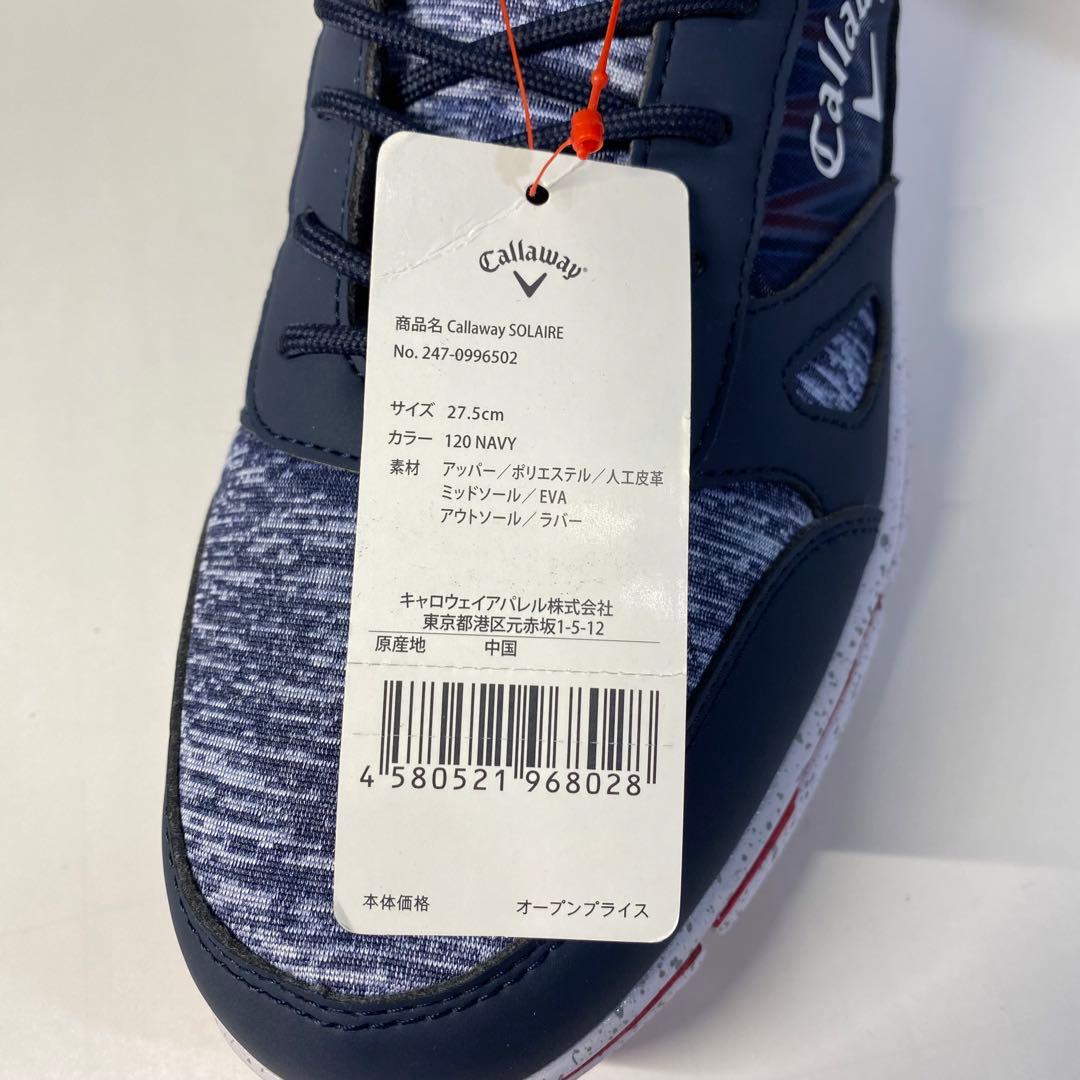 Callaway
Callaway
商品名 Callaway SOLAIRE
No. 247-0996502
サイズ 27.5cm
カラー 120 NAVY
素材 アッパー／ポリエステル／人工皮革
ミッドソール／EVA
アウトソール／ラバー
キャロウェイアパレル株式会社
東京都港区元赤坂1-5-12
原産地 中国
4 580521 968028
本体価格 オープンプライス